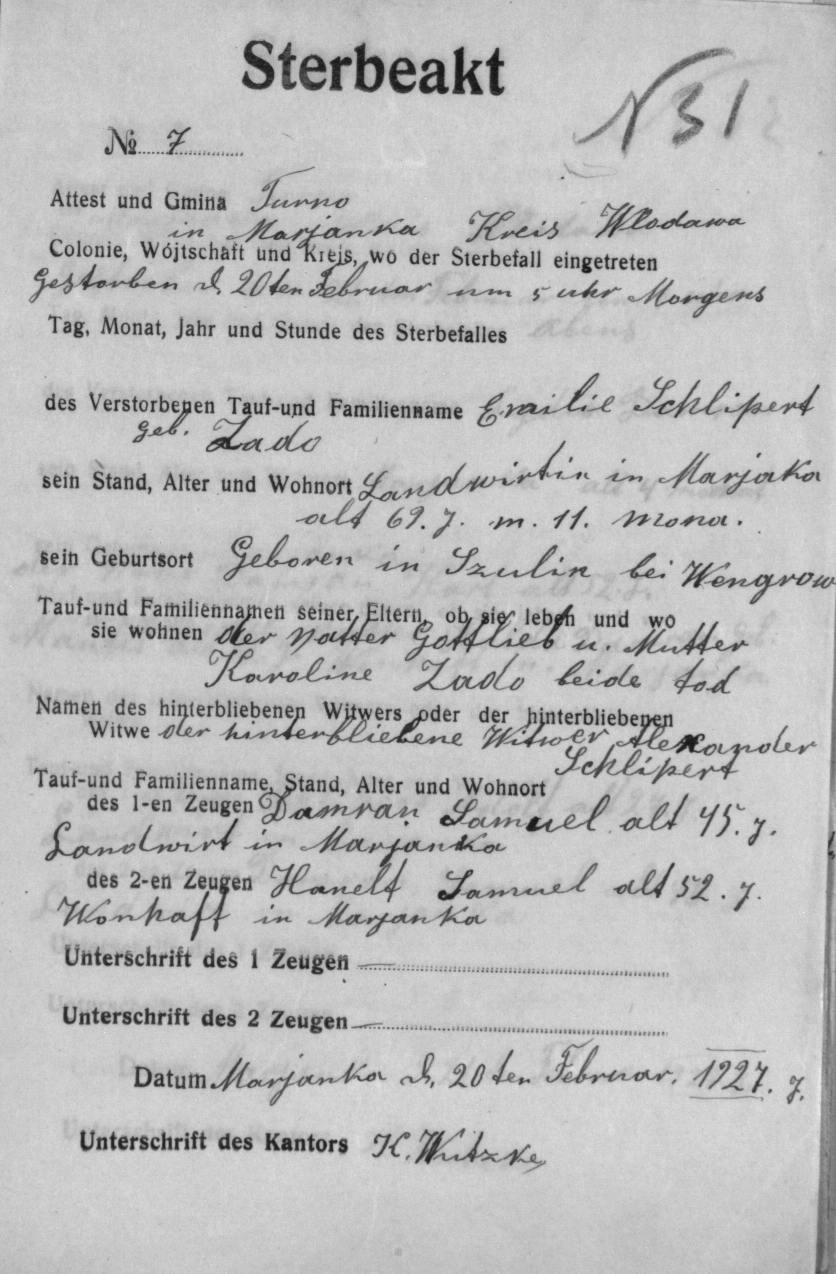 Sterbeakt
N 31
№ 7
Attest und Gmina Turno
in Marjanka Kreis Wlodawa
Colonie, Wójtschaft und Kreis, wo der Sterbefall eingetreten
Gestorben d. 20ten Februar um 5 uhr Morgens
Tag, Monat, Jahr und Stunde des Sterbefalles
des Verstorbenen Tauf-und Familienname Emilie Schlipert
geb. Zado
sein Stand, Alter und Wohnort Landwirtin in Marjaka
alt 69. J. m. 11. Mona.
sein Geburtsort Geboren in Szulin bei Wengrow
Tauf-und Familiennamen seiner Eltern, ob sie leben und wo
sie wohnen der Vatter Gottlieb u. Mutter
Karoline Zado beide tod
Namen des hinterbliebenen Witwers oder der hinterbliebenen
Witwe der hinterbliebene Witwer Alexander
Schlipert
Tauf-und Familienname, Stand, Alter und Wohnort
des 1-en Zeugen Damran Samuel alt 45. J.
Landwirt in Marjanka
des 2-en Zeugen Hanelt Samuel alt 52. J.
Wonhaft in Marjanka
Unterschrift des 1 Zeugen
Unterschrift des 2 Zeugen
Datum Marjanka d. 20ten Februar. 1927. J.
Unterschrift des Kantors K. Wutzke